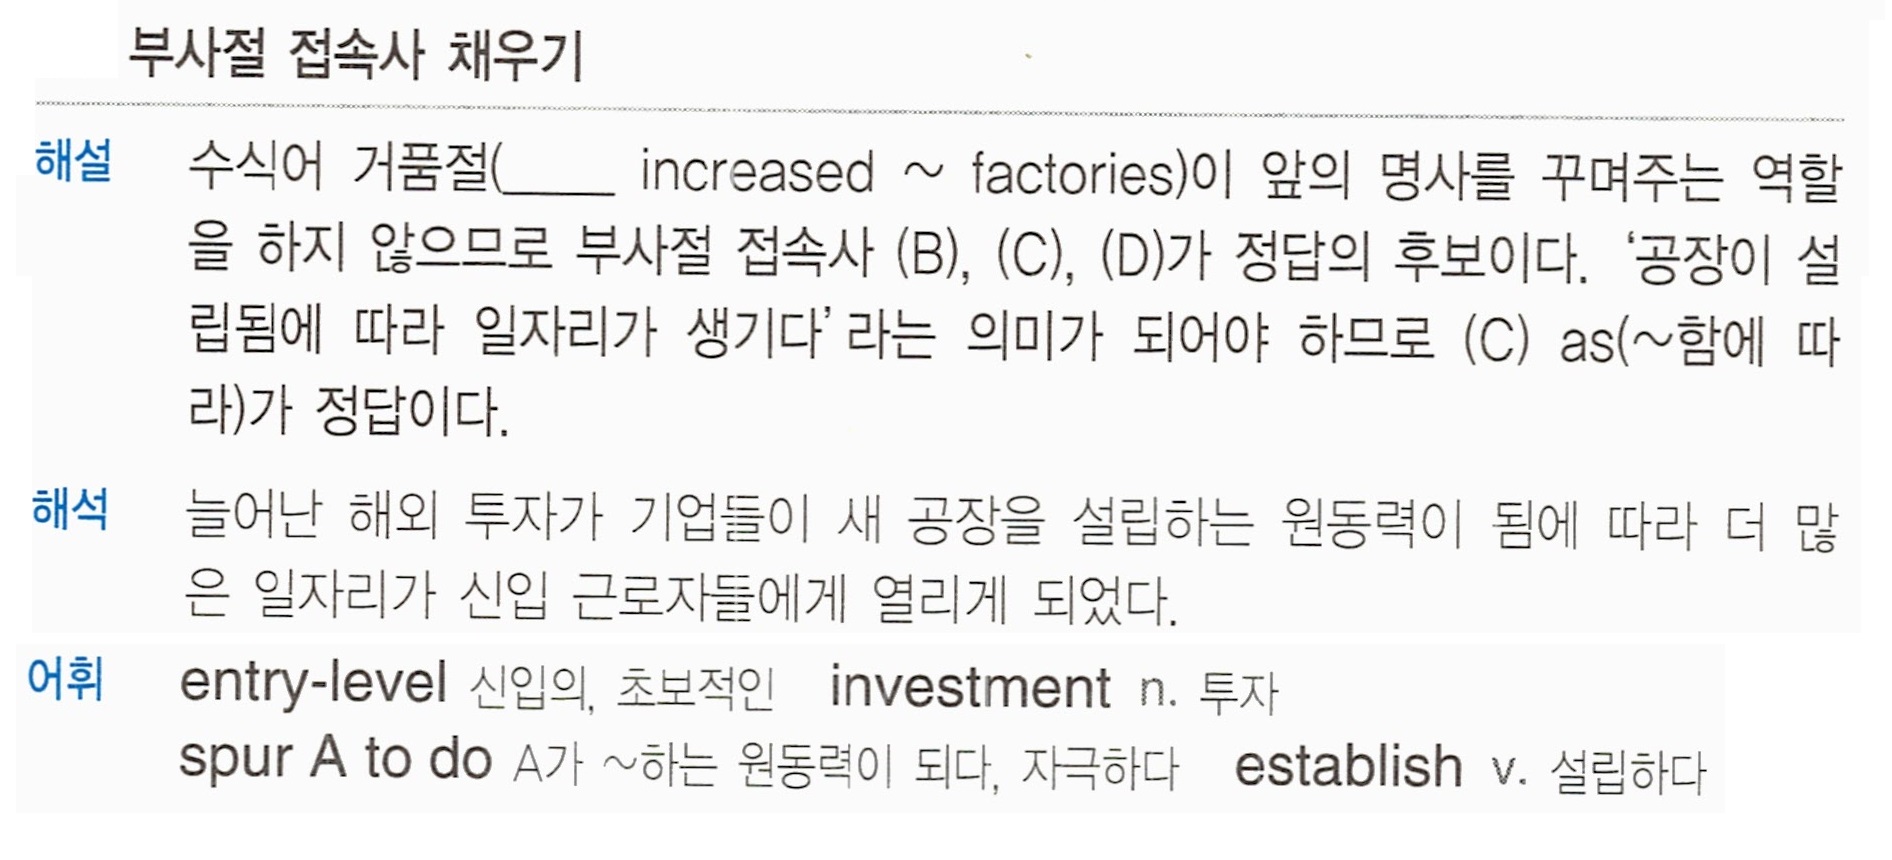 부사절 접속사 채우기
해설 수식어 거품절(____ increased ~ factories)이 앞의 명사를 꾸며주는 역할
을 하지 않으므로 부사절 접속사 (B), (C), (D)가 정답의 후보이다. ‘공장이 설
립됨에 따라 일자리가 생기다’라는 의미가 되어야 하므로 (C) as(~함에 따
라)가 정답이다.
해석 늘어난 해외 투자가 기업들이 새 공장을 설립하는 원동력이 됨에 따라 더 많
은 일자리가 신입 근로자들에게 열리게 되었다.
어휘 entry-level 신입의, 초보적인 investment n. 투자
spur A to do A가 ~하는 원동력이 되다, 자극하다 establish v. 설립하다